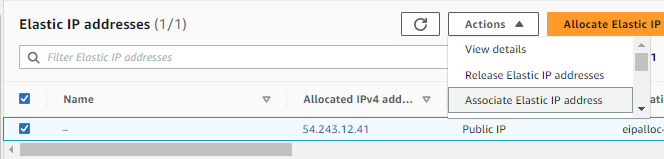 Elastic IP addresses (1/1)
Actions
Allocate Elastic IP
Filter Elastic IP addresses
1
View details
Release Elastic IP addresses
Associate Elastic IP address
Name
Allocated IPv4 add...
– 54.243.12.41 Public IP eipalloc-